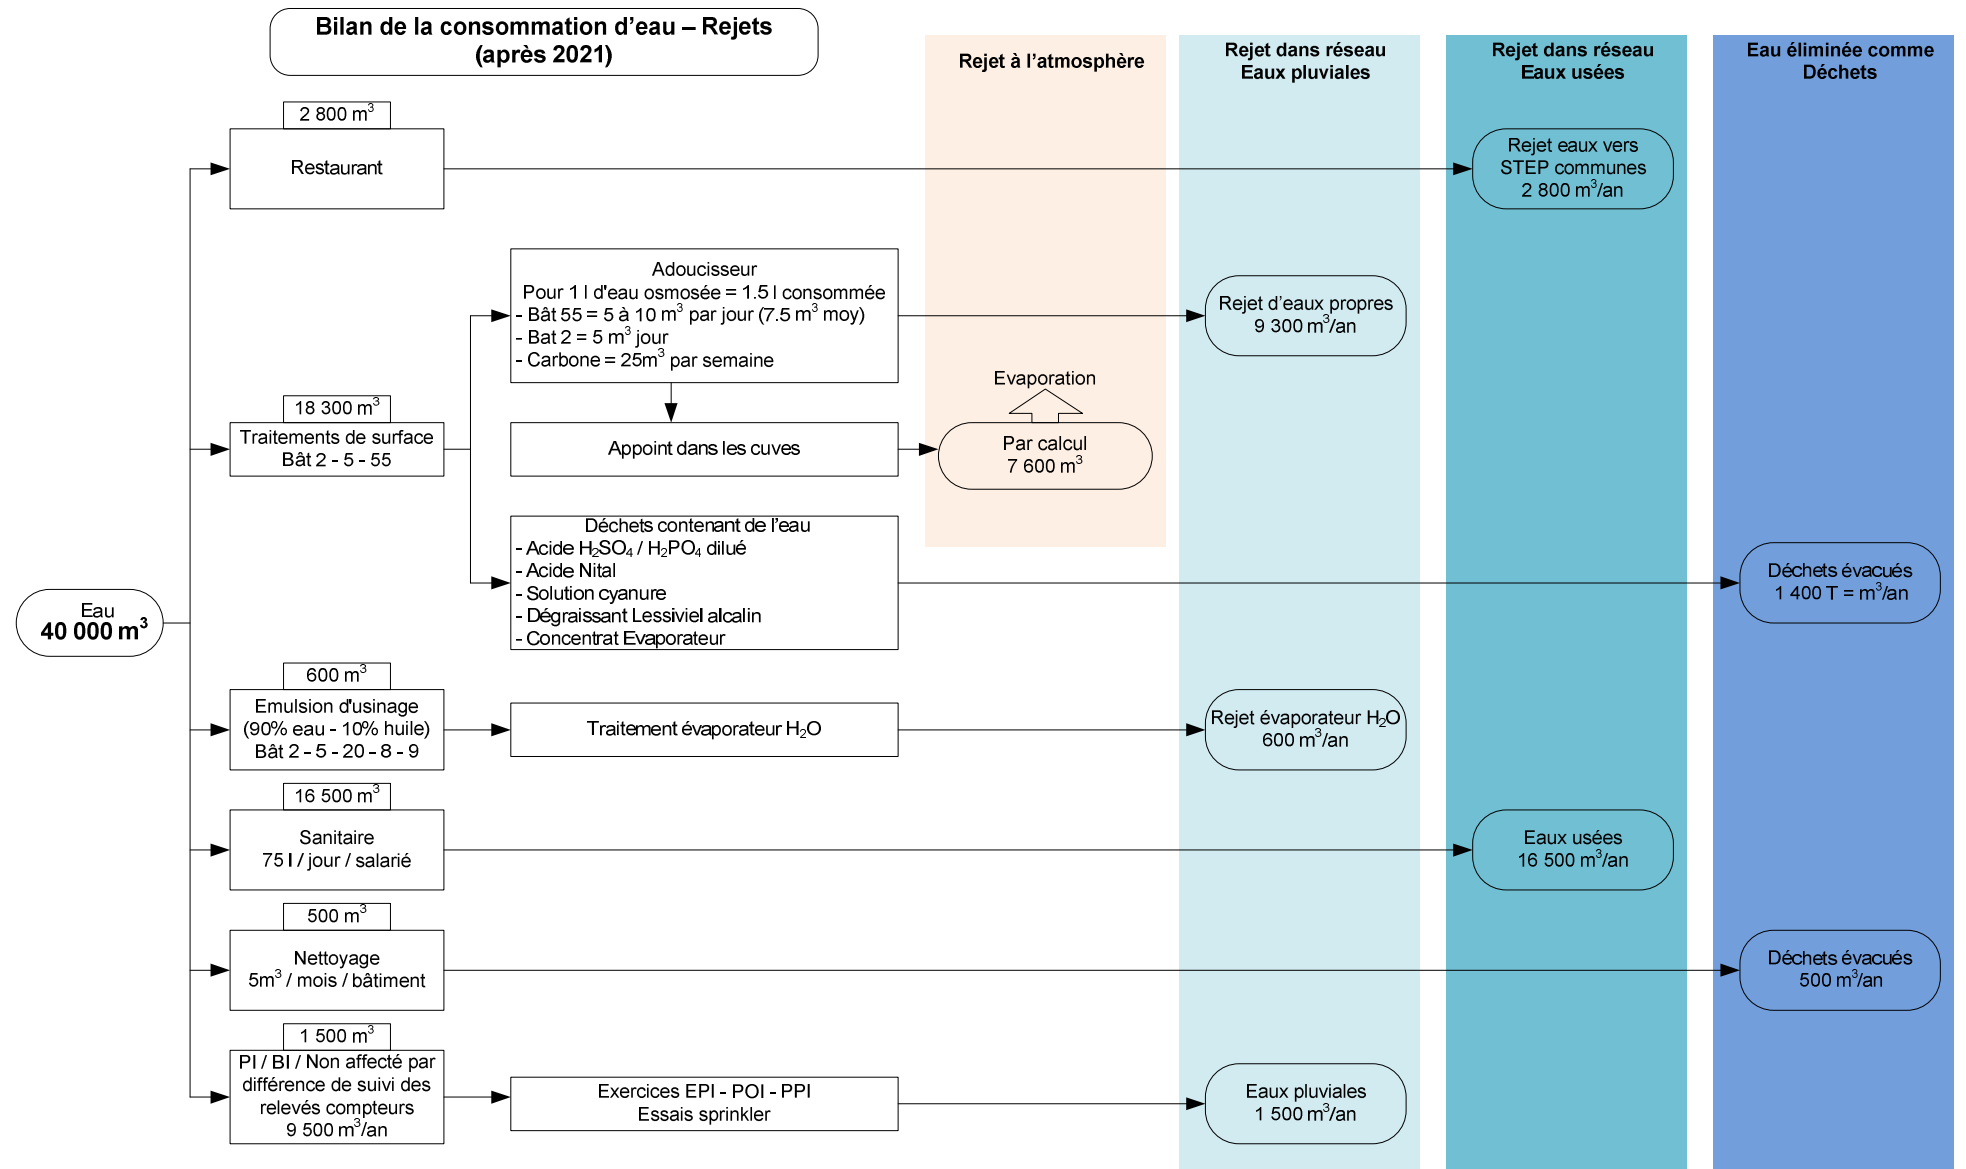 Bilan de la consommation d'eau – Rejets
(après 2021)
Rejet à l'atmosphère
Rejet dans réseau
Eaux pluviales
Rejet dans réseau
Eaux usées
Eau éliminée comme
Déchets
2 800 m³
Restaurant
Rejet eaux vers
STEP communes
2 800 m³/an
Adoucisseur
Pour 1 l d'eau osmosée = 1.5 l consommée
- Bât 55 = 5 à 10 m³ par jour (7.5 m³ moy)
- Bat 2 = 5 m³ jour
- Carbone = 25m³ par semaine
Rejet d'eaux propres
9 300 m³/an
Evaporation
18 300 m³
Traitements de surface
Bât 2 - 5 - 55
Appoint dans les cuves
Par calcul
7 600 m³
Déchets contenant de l'eau
- Acide H₂SO₄ / H₂PO₄ dilué
- Acide Nital
- Solution cyanure
- Dégraissant Lessiviel alcalin
- Concentrat Evaporateur
Déchets évacués
1 400 T = m³/an
Eau
40 000 m³
600 m³
Emulsion d'usinage
(90% eau - 10% huile)
Bât 2 - 5 - 20 - 8 - 9
Traitement évaporateur H₂O
Rejet évaporateur H₂O
600 m³/an
16 500 m³
Sanitaire
75 l / jour / salarié
Eaux usées
16 500 m³/an
500 m³
Nettoyage
5m³ / mois / bâtiment
Déchets évacués
500 m³/an
1 500 m³
PI / BI / Non affecté par
différence de suivi des
relevés compteurs
9 500 m³/an
Exercices EPI - POI - PPI
Essais sprinkler
Eaux pluviales
1 500 m³/an